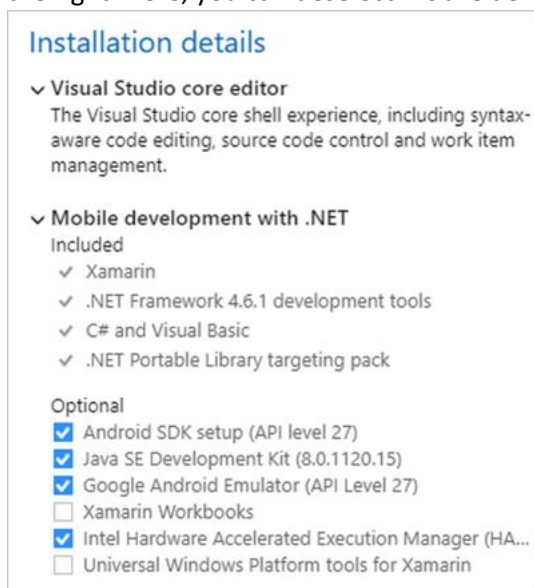 Installation details
Visual Studio core editor
The Visual Studio core shell experience, including syntax-
aware code editing, source code control and work item
management.
Mobile development with .NET
Included
Xamarin
.NET Framework 4.6.1 development tools
C# and Visual Basic
.NET Portable Library targeting pack
Optional
Android SDK setup (API level 27)
Java SE Development Kit (8.0.1120.15)
Google Android Emulator (API Level 27)
Xamarin Workbooks
Intel Hardware Accelerated Execution Manager (HA...
Universal Windows Platform tools for Xamarin